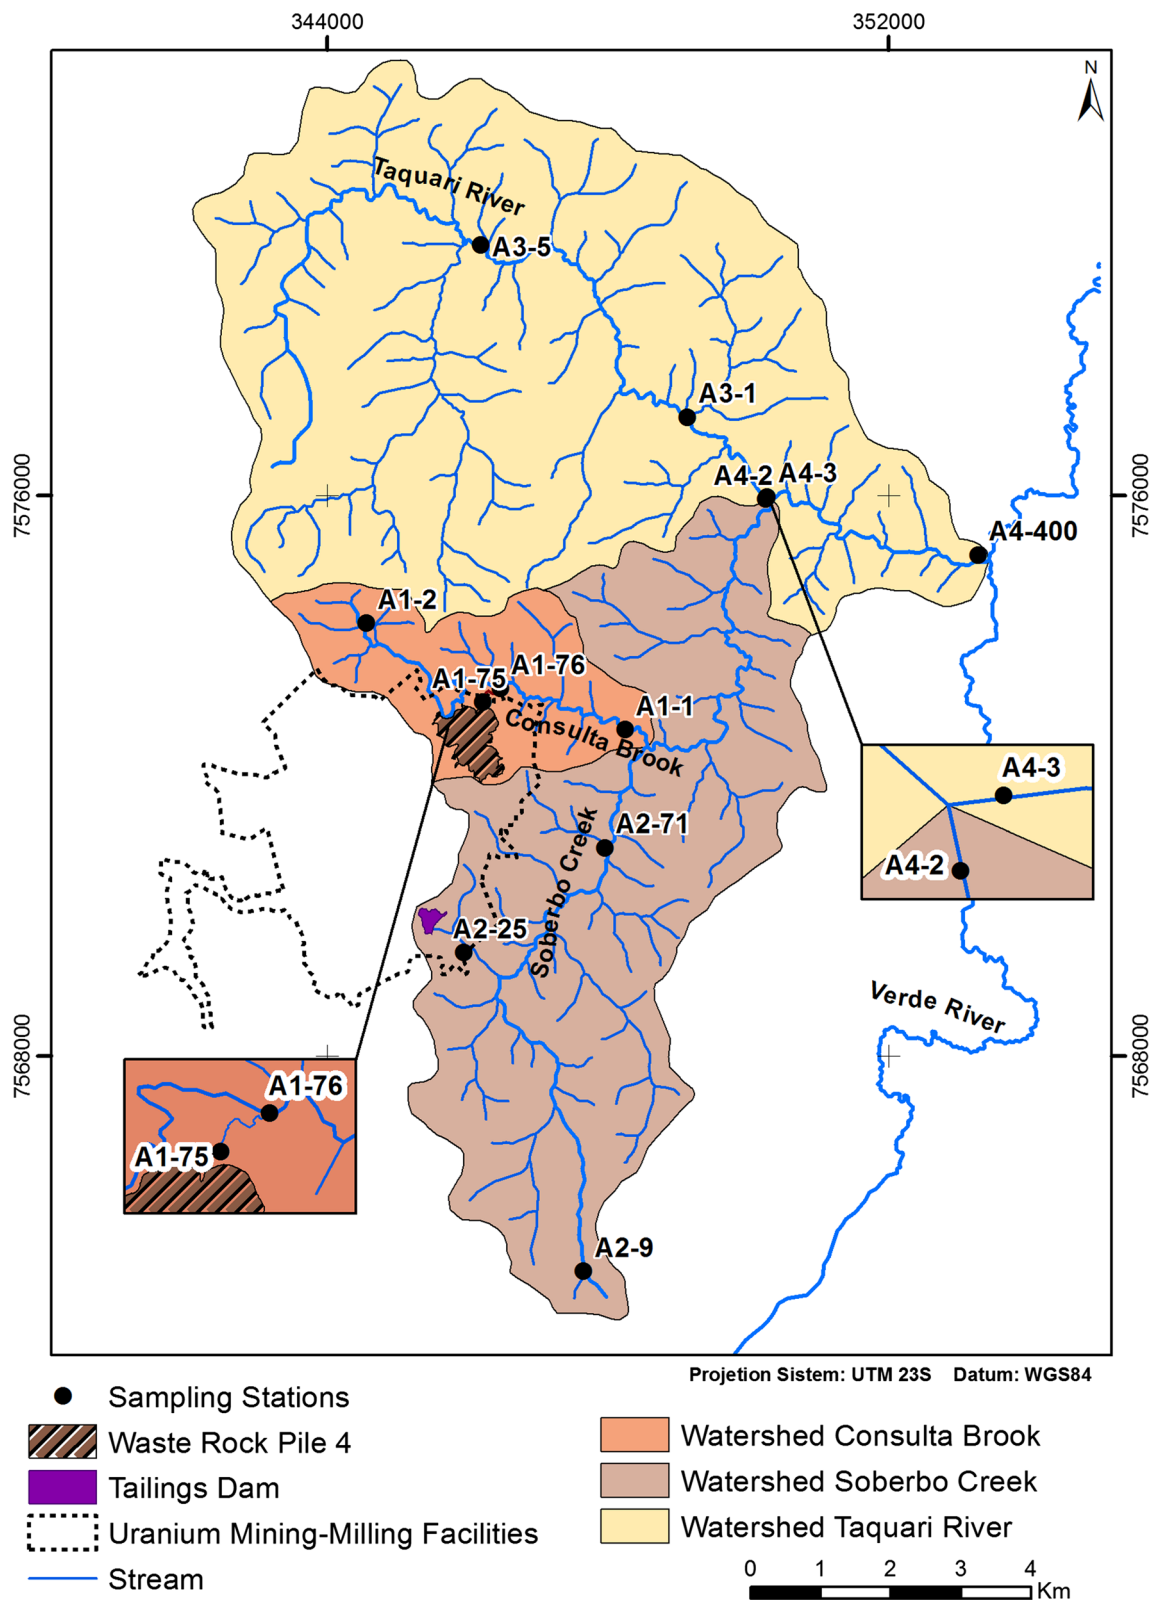 344000
352000
N
Taquari River
A3-5
A3-1
A4-2
A4-3
7576000
7576000
A4-400
A1-2
A1-76
A1-75
A1-1
Consulta Brook
A4-3
A2-71
A4-2
Soberbo Creek
A2-25
Verde River
7568000
7568000
A1-76
A1-75
A2-9
Projetion Sistem: UTM 23S Datum: WGS84
Sampling Stations
Waste Rock Pile 4
Tailings Dam
Uranium Mining-Milling Facilities
Stream
Watershed Consulta Brook
Watershed Soberbo Creek
Watershed Taquari River
0 1 2 3 4
Km